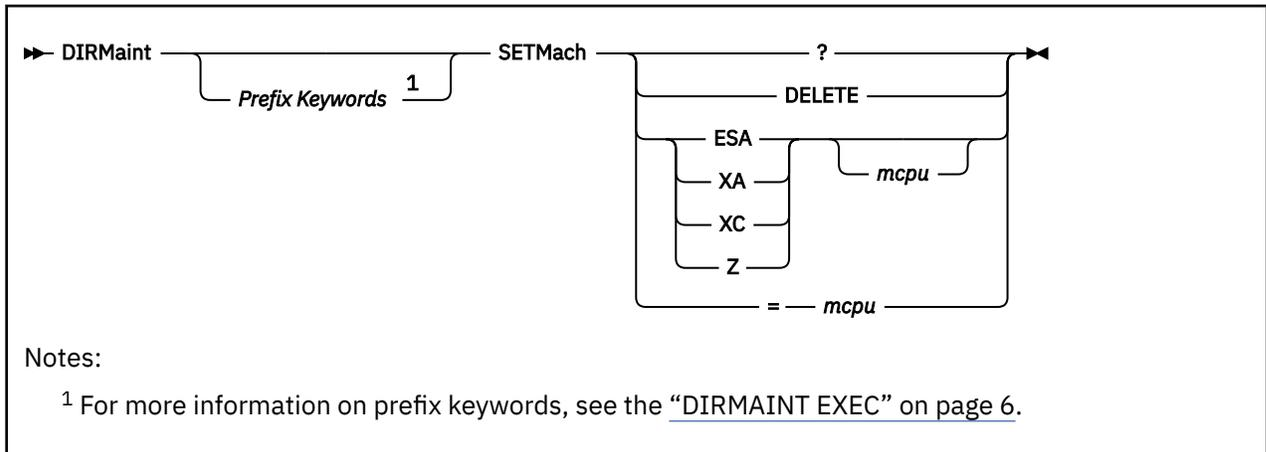 DIRMaint Prefix Keywords 1 SETMach ?
DELETE
ESA mcpu
XA
XC
Z
= mcpu
Notes:
1 For more information on prefix keywords, see the “DIRMAINT EXEC” on page 6.